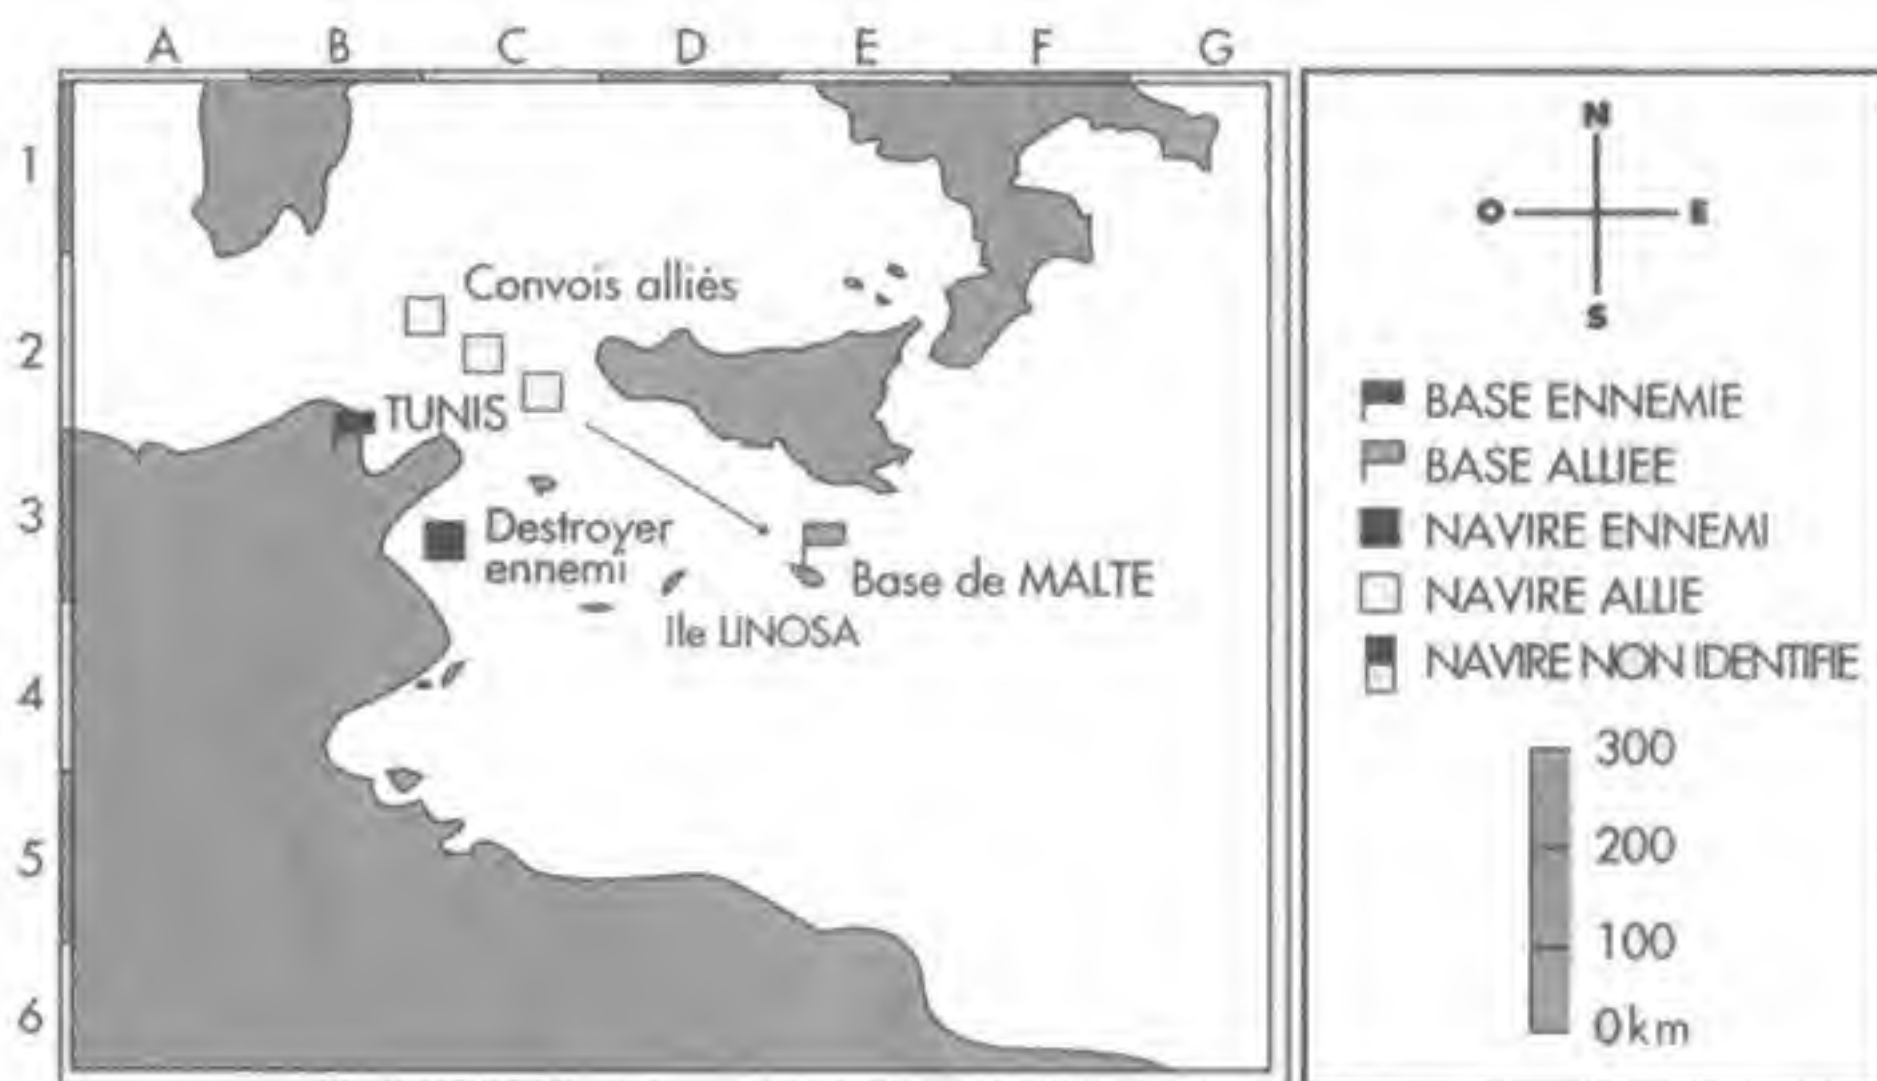 A B C D E F G
1
2
3
4
5
6
Convois alliés
TUNIS
Destroyer
ennemi
Base de MALTE
Ile LINOSA
N
O E
S
BASE ENNEMIE
BASE ALLIEE
NAVIRE ENNEMI
NAVIRE ALLIE
NAVIRE NON IDENTIFIE
300
200
100
0km